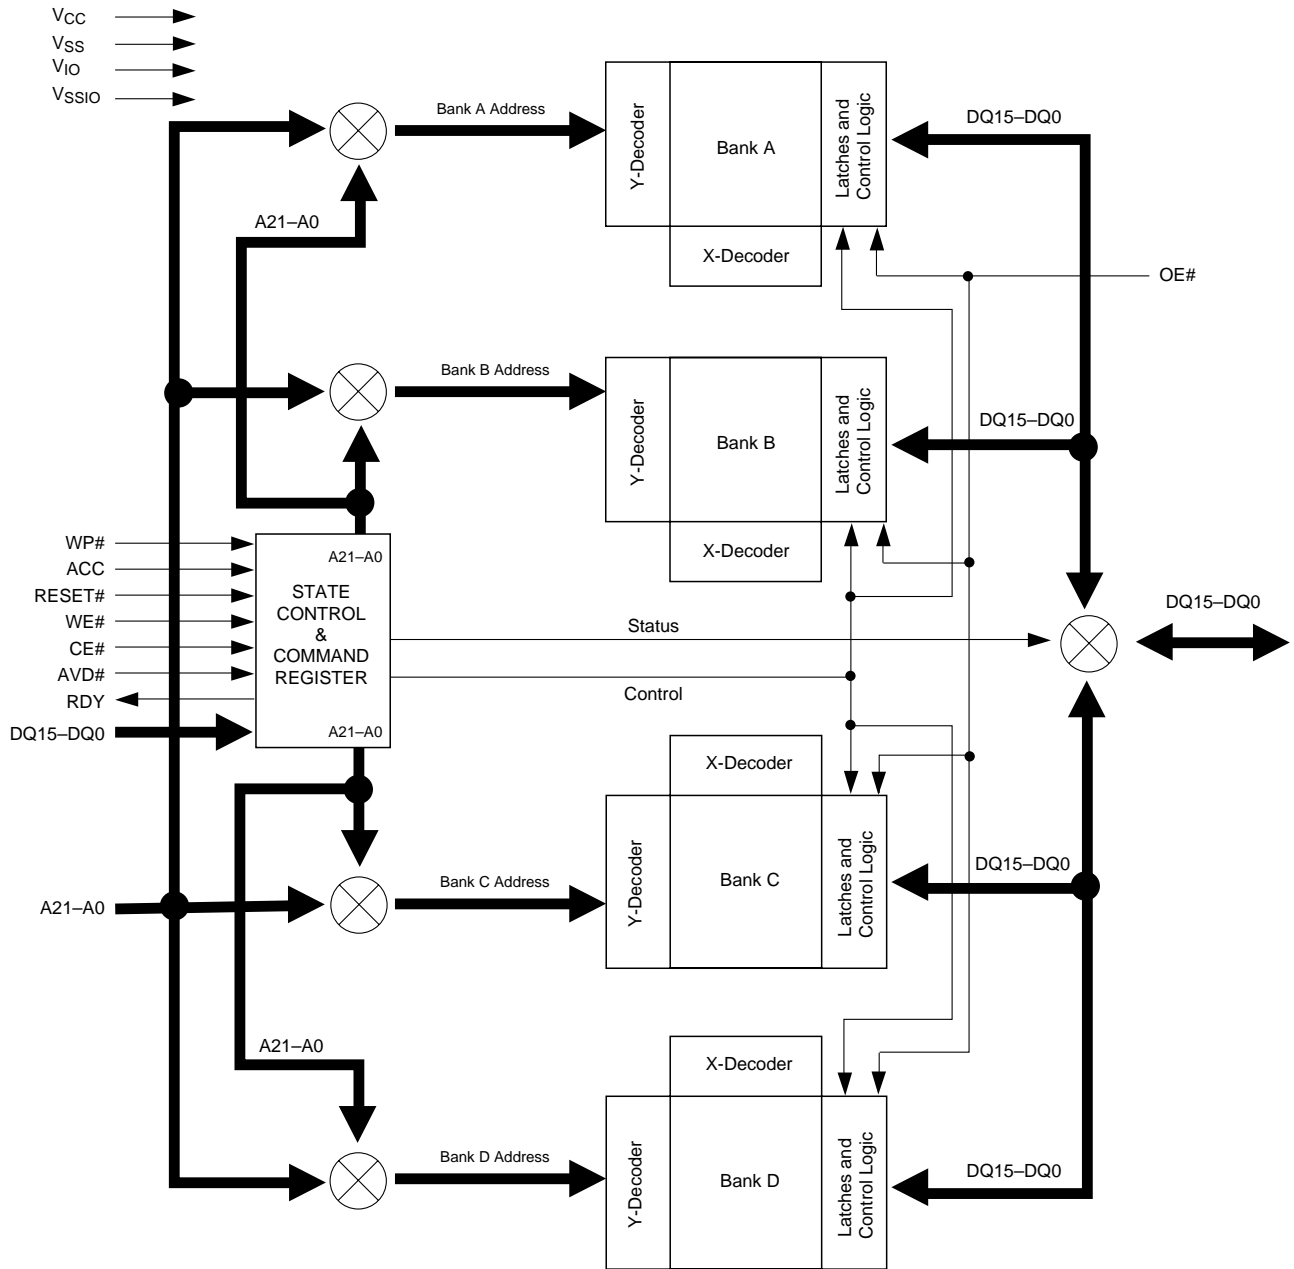 VCC
VSS
VIO
VSSIO
Bank A Address
Y-Decoder
Bank A
Latches and
Control Logic
DQ15–DQ0
A21–A0
X-Decoder
OE#
Bank B Address
Y-Decoder
Bank B
Latches and
Control Logic
DQ15–DQ0
X-Decoder
WP#
ACC
RESET#
WE#
CE#
AVD#
RDY
DQ15–DQ0
A21–A0
STATE
CONTROL
&
COMMAND
REGISTER
A21–A0
Status
Control
DQ15–DQ0
X-Decoder
Bank C Address
Y-Decoder
Bank C
Latches and
Control Logic
DQ15–DQ0
A21–A0
A21–A0
X-Decoder
Bank D Address
Y-Decoder
Bank D
Latches and
Control Logic
DQ15–DQ0